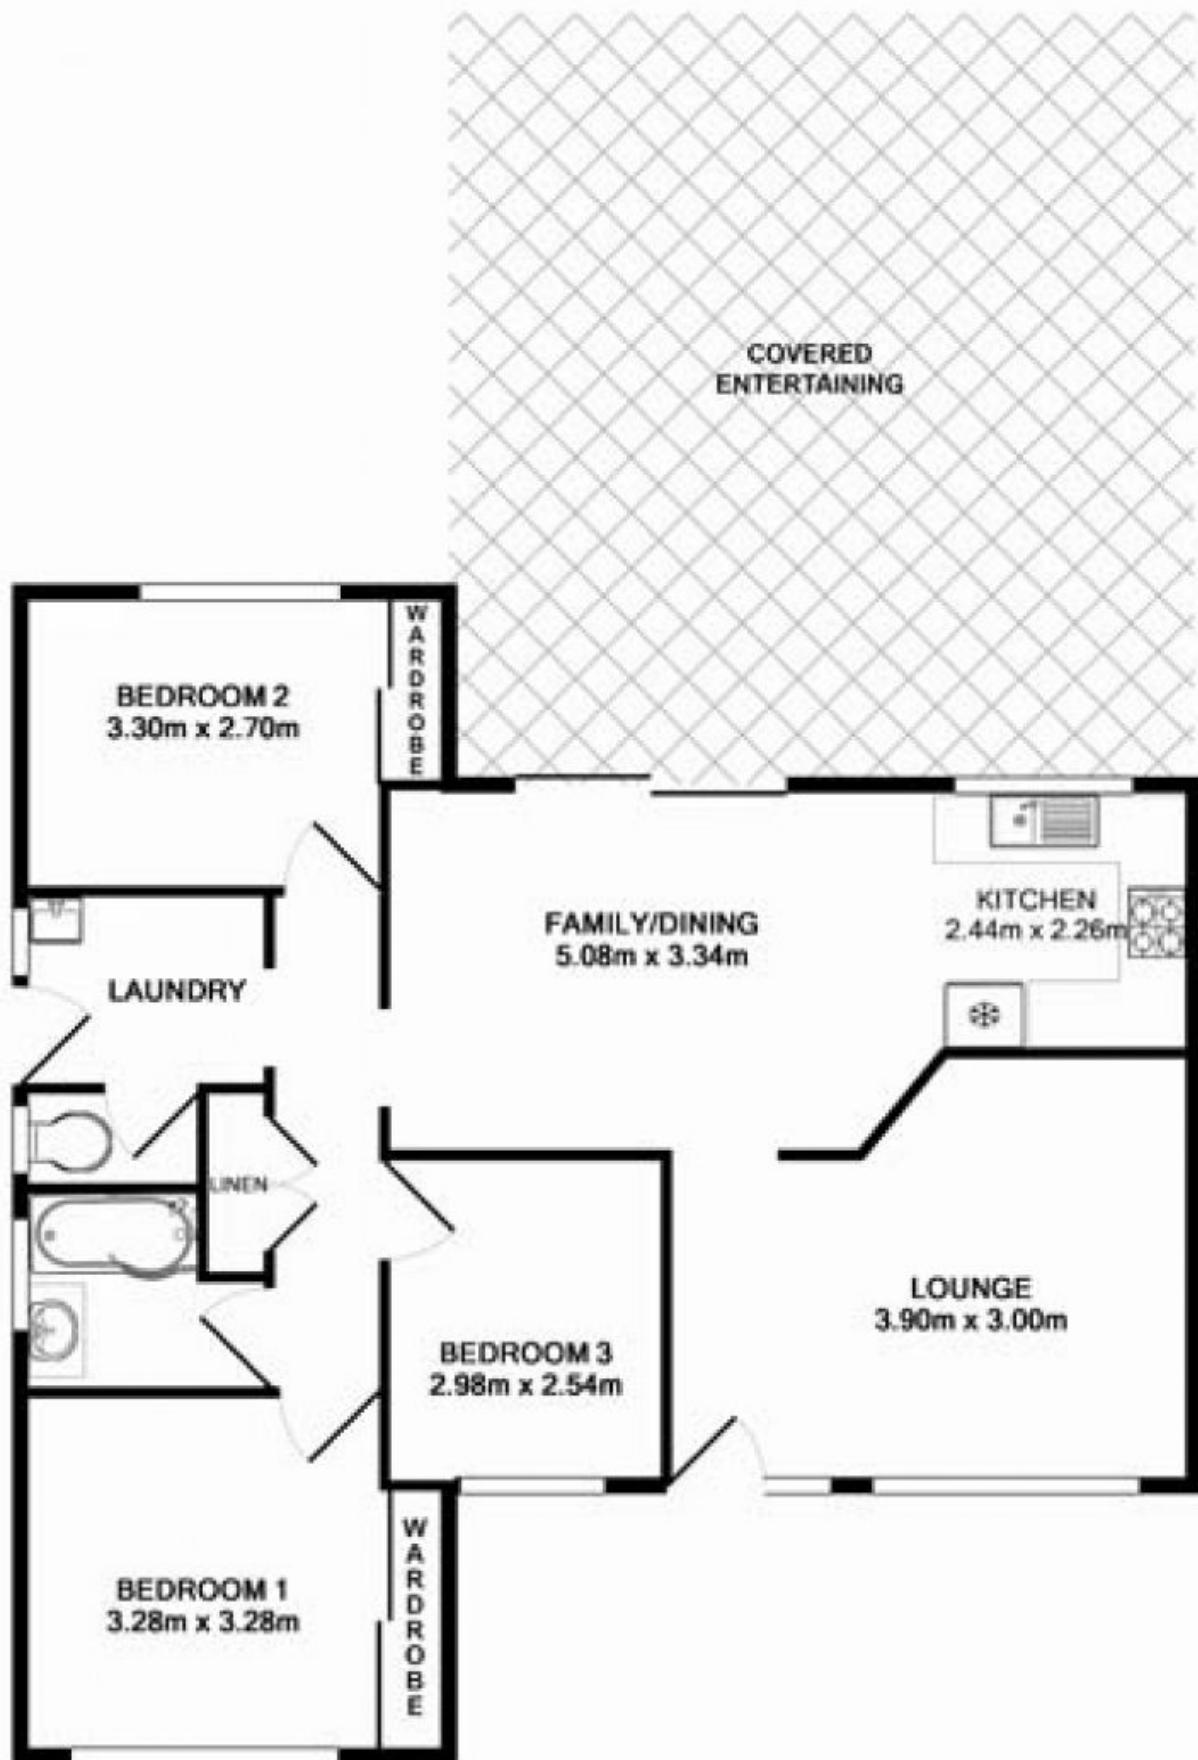 COVERED
ENTERTAINING
WARDROBE
BEDROOM 2
3.30m x 2.70m
FAMILY/DINING
5.08m x 3.34m
KITCHEN
2.44m x 2.26m
LAUNDRY
LINEN
LOUNGE
3.90m x 3.00m
BEDROOM 3
2.98m x 2.54m
BEDROOM 1
3.28m x 3.28m
WARDROBE